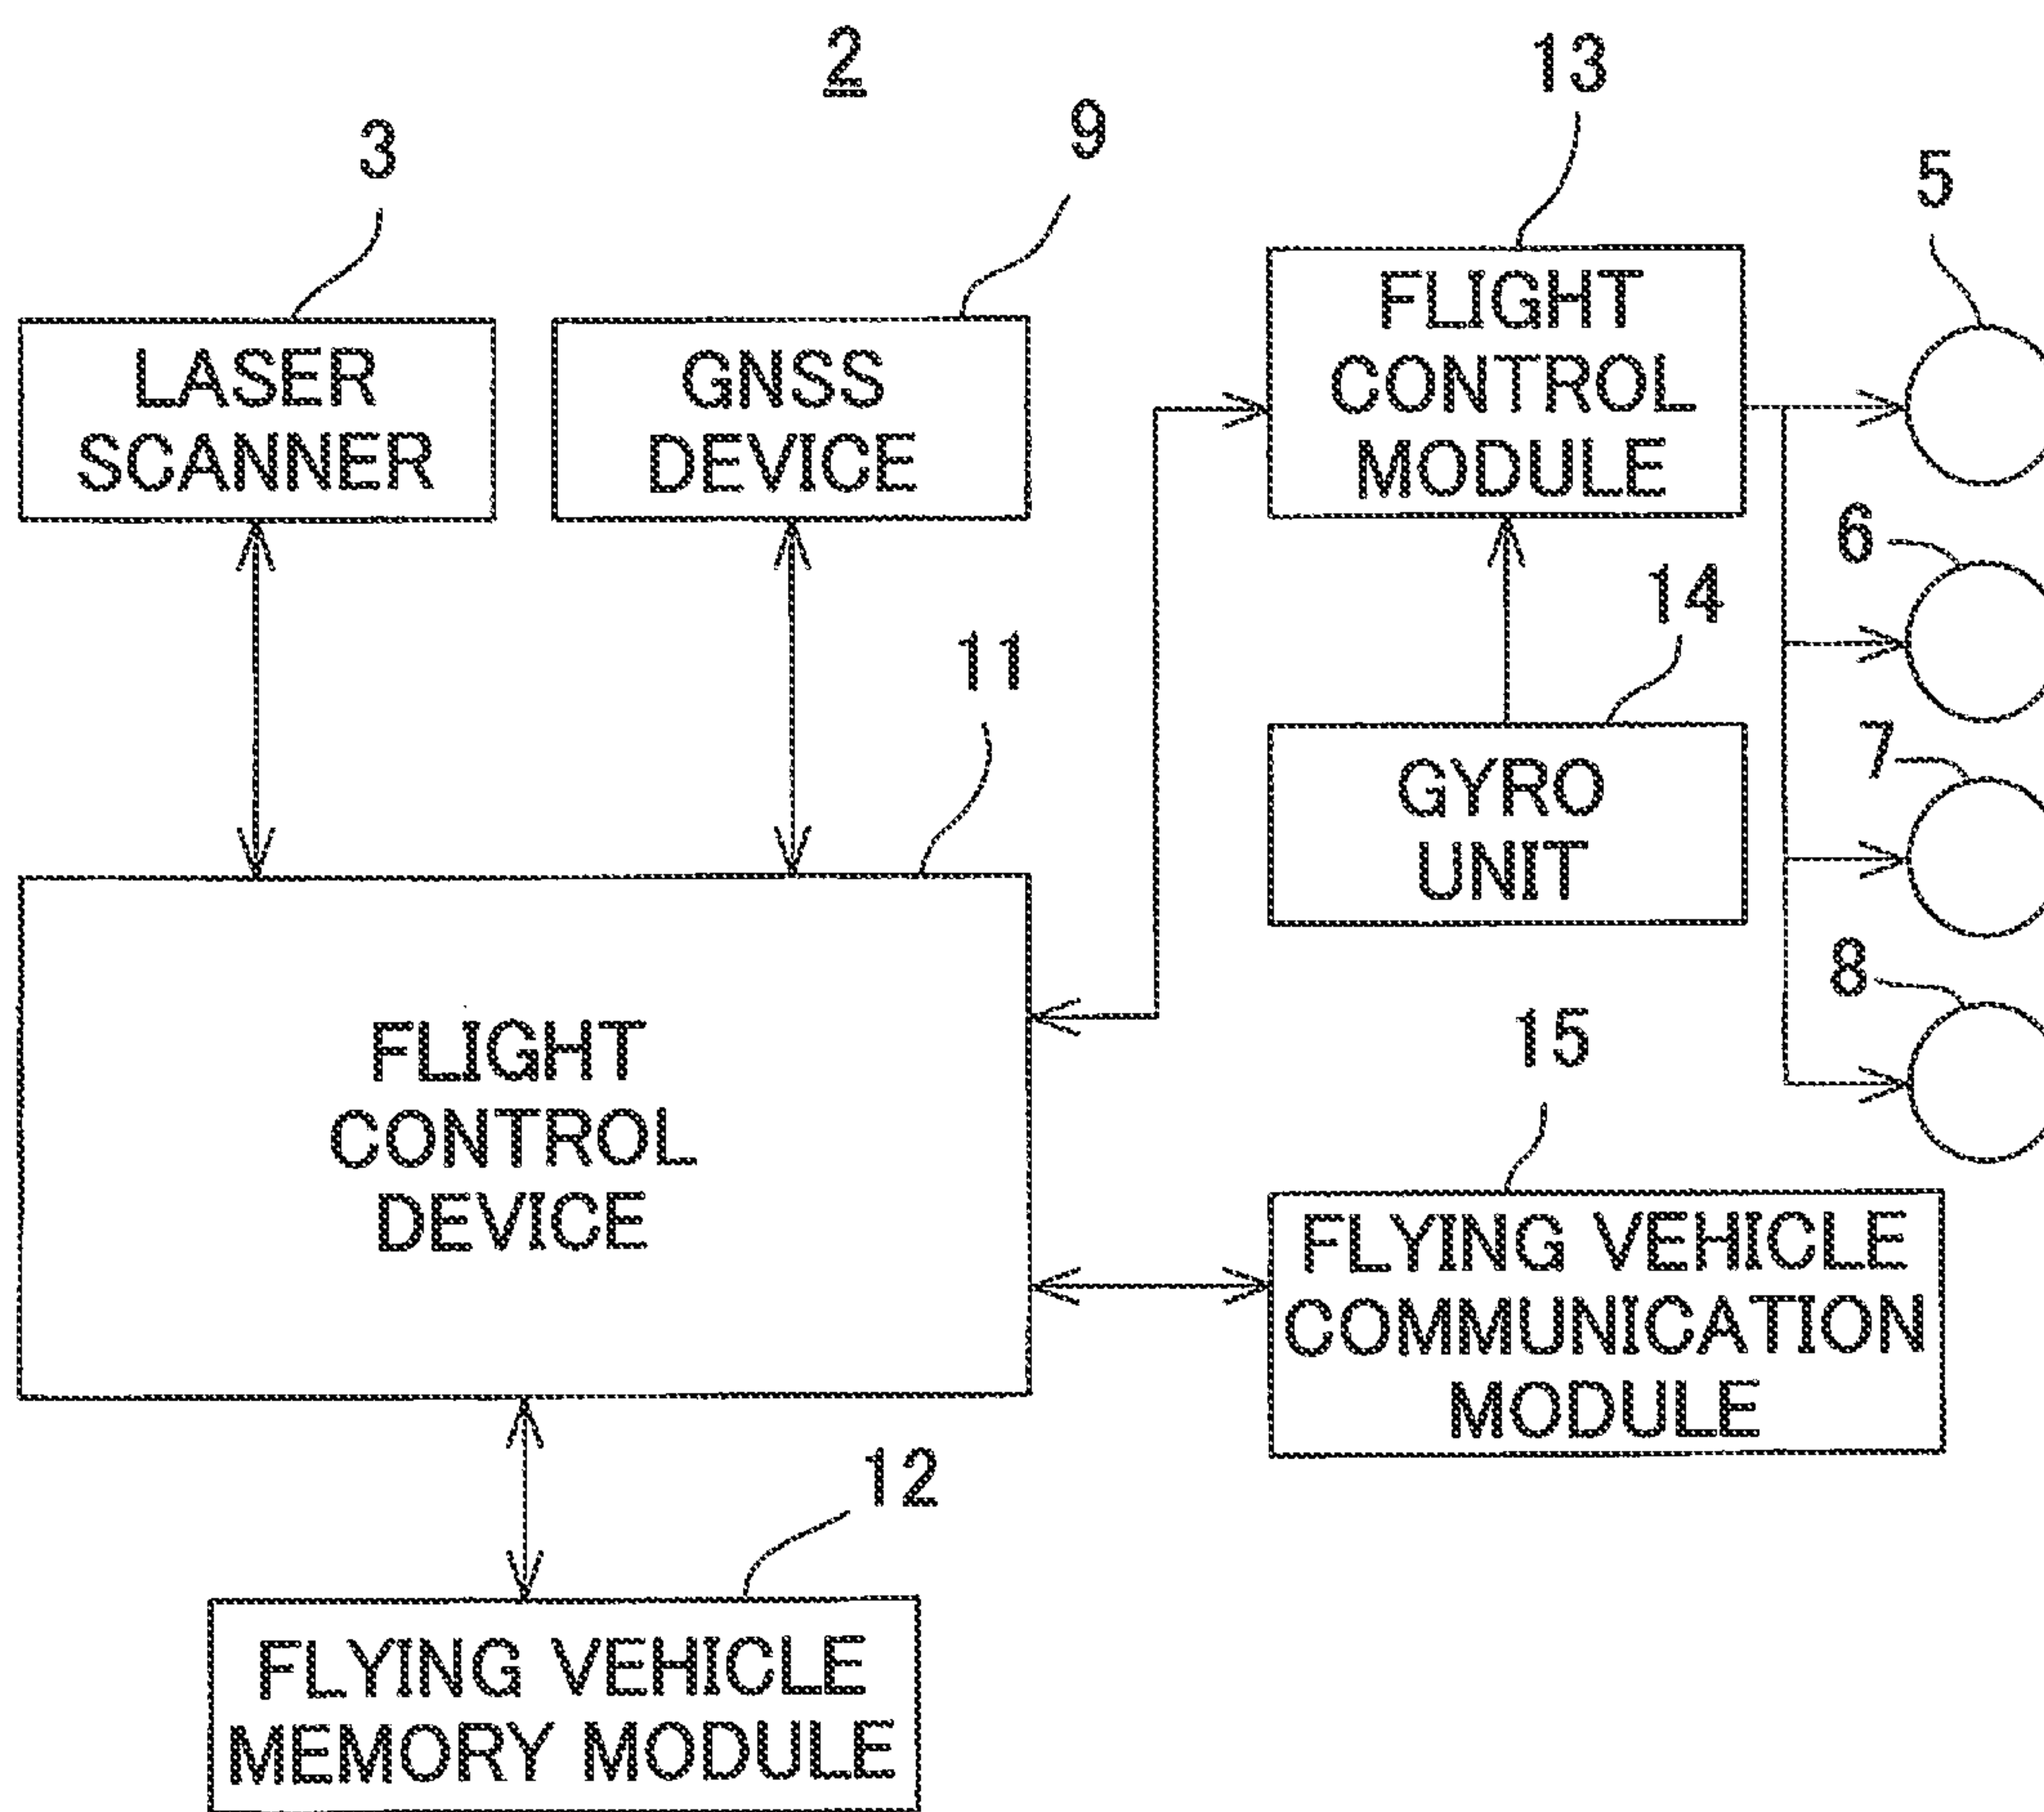 2
3
9
13
5
LASER
SCANNER
GNSS
DEVICE
FLIGHT
CONTROL
MODULE
6
14
11
7
GYRO
UNIT
8
FLIGHT
CONTROL
DEVICE
15
FLYING VEHICLE
COMMUNICATION
MODULE
12
FLYING VEHICLE
MEMORY MODULE